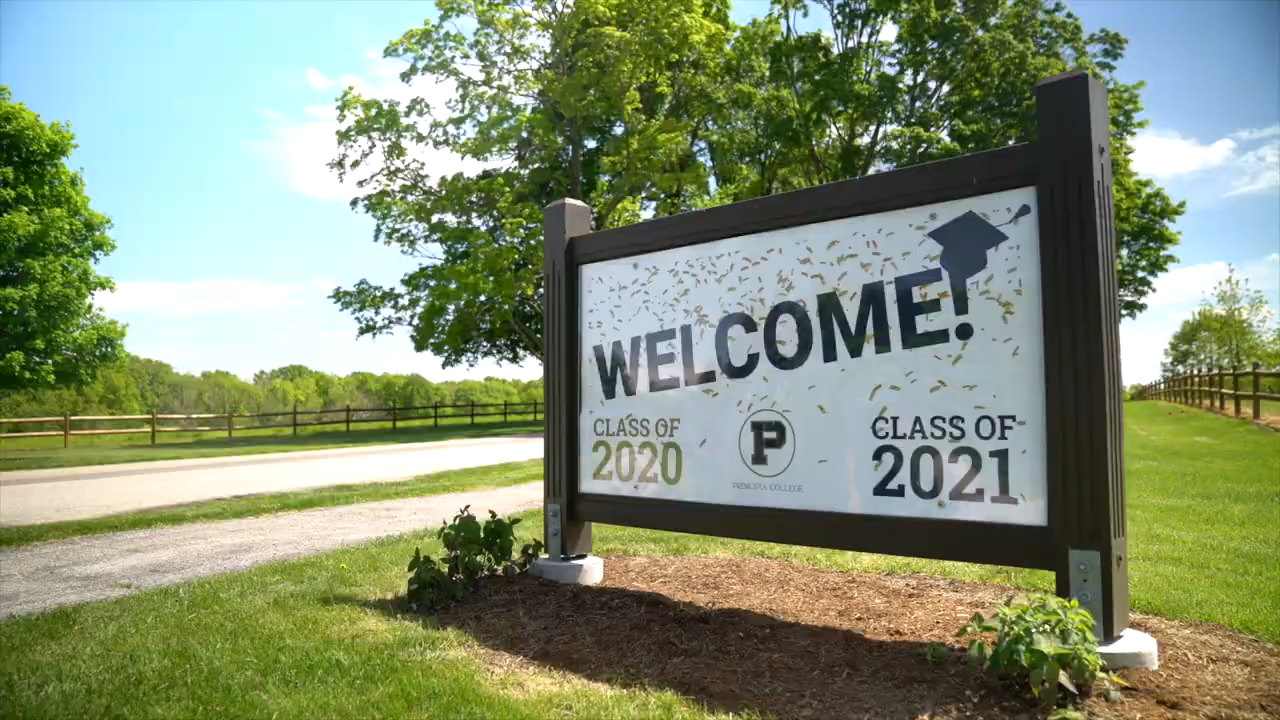 WELCOME!
CLASS OF
2020
P
PRINCIPIA COLLEGE
CLASS OF
2021